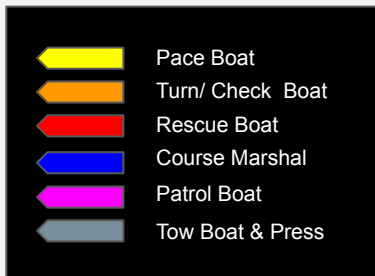 Pace Boat
Turn/ Check  Boat
Rescue Boat
Course Marshal
Patrol Boat
Tow Boat & Press